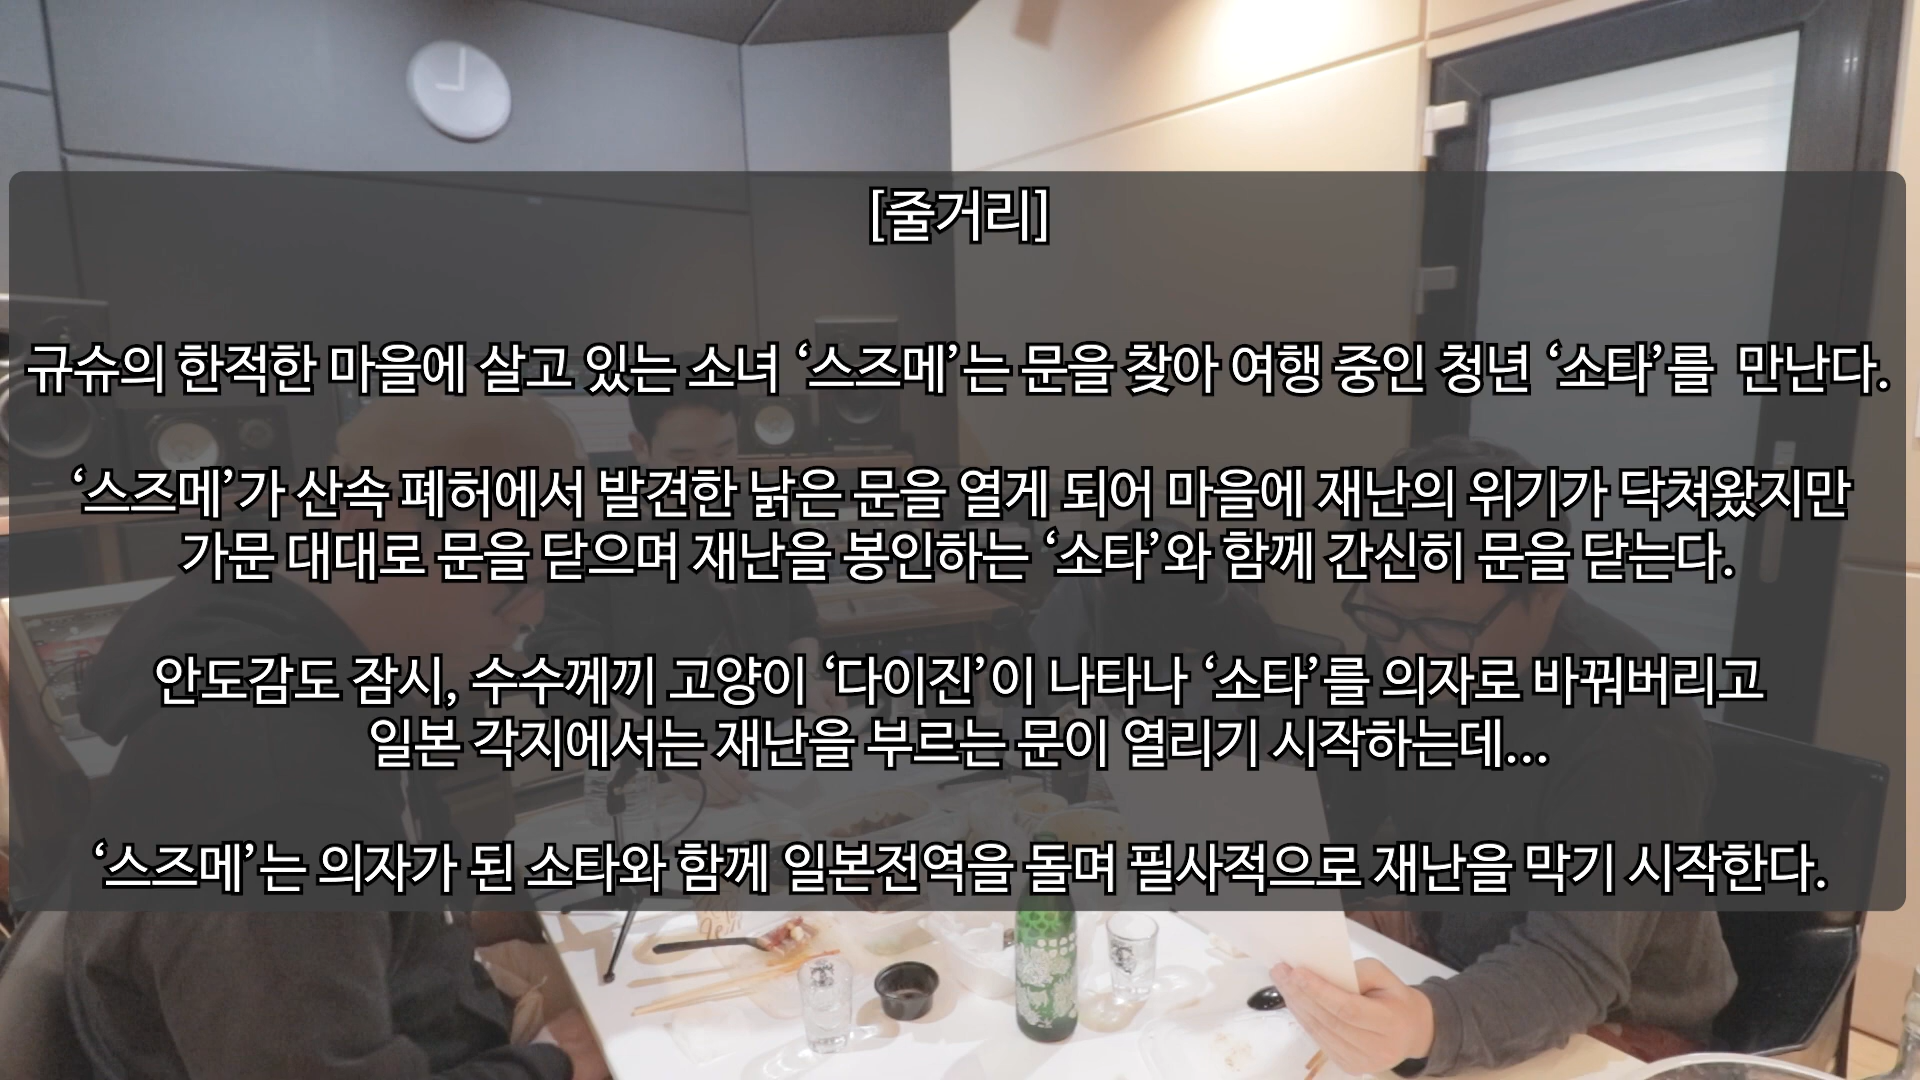 [줄거리]
규슈의 한적한 마을에 살고 있는 소녀 ‘스즈메’는 문을 찾아 여행 중인 청년 ‘소타’를 만난다.
‘스즈메’가 산속 폐허에서 발견한 낡은 문을 열게 되어 마을에 재난의 위기가 닥쳐왔지만
가문 대대로 문을 닫으며 재난을 봉인하는 ‘소타’와 함께 간신히 문을 닫는다.
안도감도 잠시, 수수께끼 고양이 ‘다이진’이 나타나 ‘소타’를 의자로 바꿔버리고
일본 각지에서는 재난을 부르는 문이 열리기 시작하는데...
‘스즈메’는 의자가 된 소타와 함께 일본전역을 돌며 필사적으로 재난을 막기 시작한다.